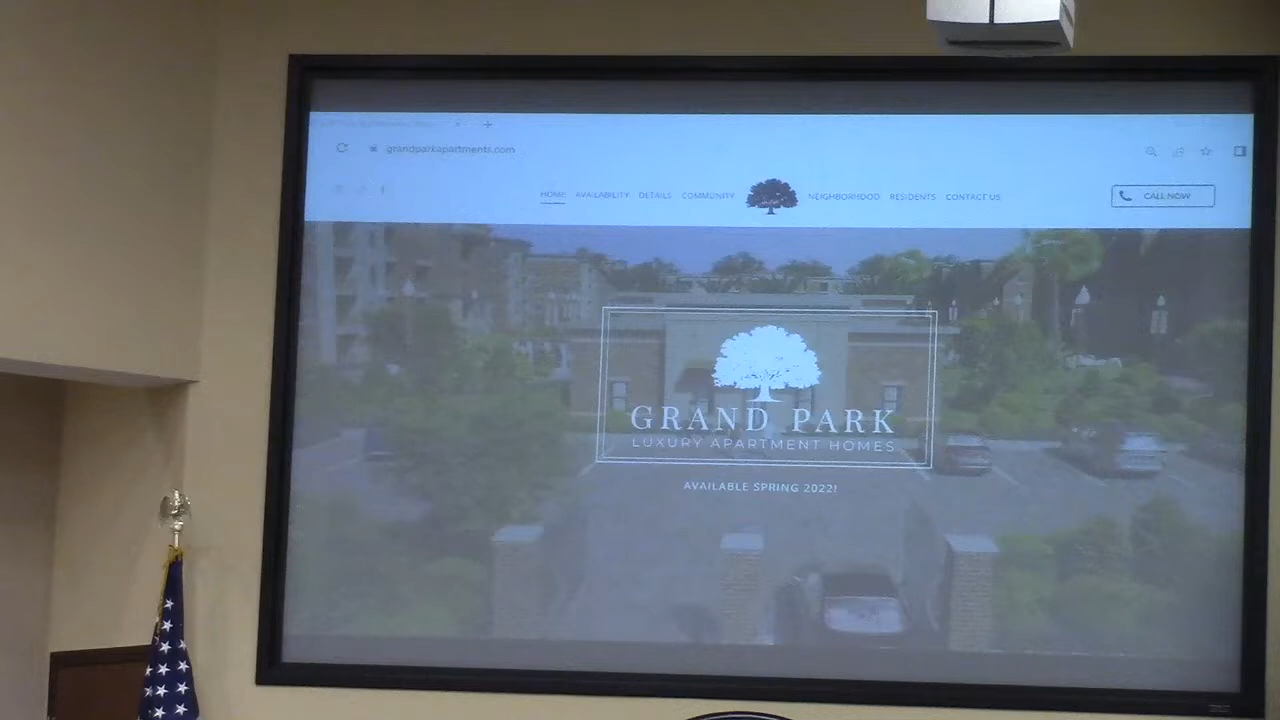 grandparkapartments.com
HOME AVAILABILITY DETAILS COMMUNITY NEIGHBORHOOD RESIDENTS CONTACT US CALL NOW
GRAND PARK
LUXURY APARTMENT HOMES
AVAILABLE SPRING 2022!